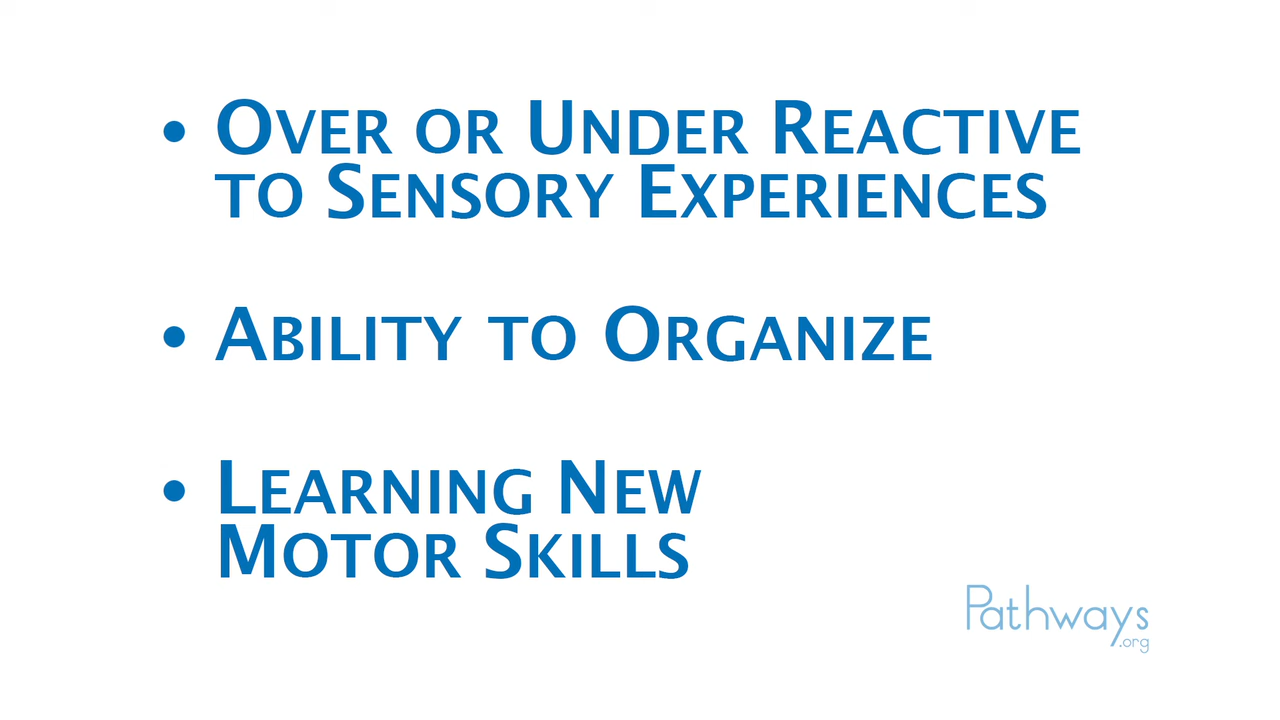 • Over or Under Reactive
to Sensory Experiences
• Ability to Organize
• Learning New
Motor Skills
Pathways
.org